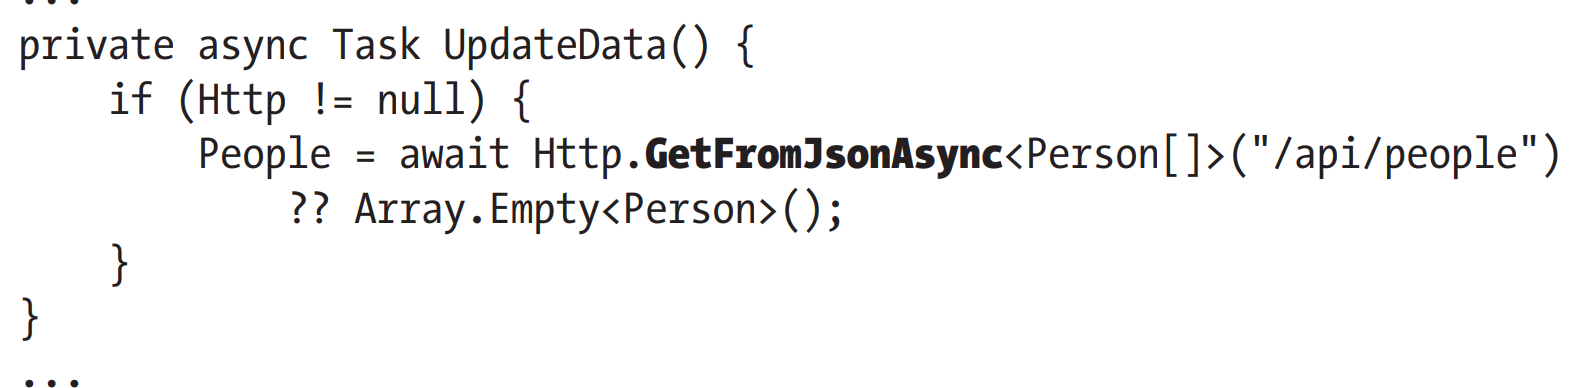 ...
private async Task UpdateData() {
    if (Http != null) {
        People = await Http.GetFromJsonAsync<Person[]>("/api/people")
            ?? Array.Empty<Person>();
    }
}
...